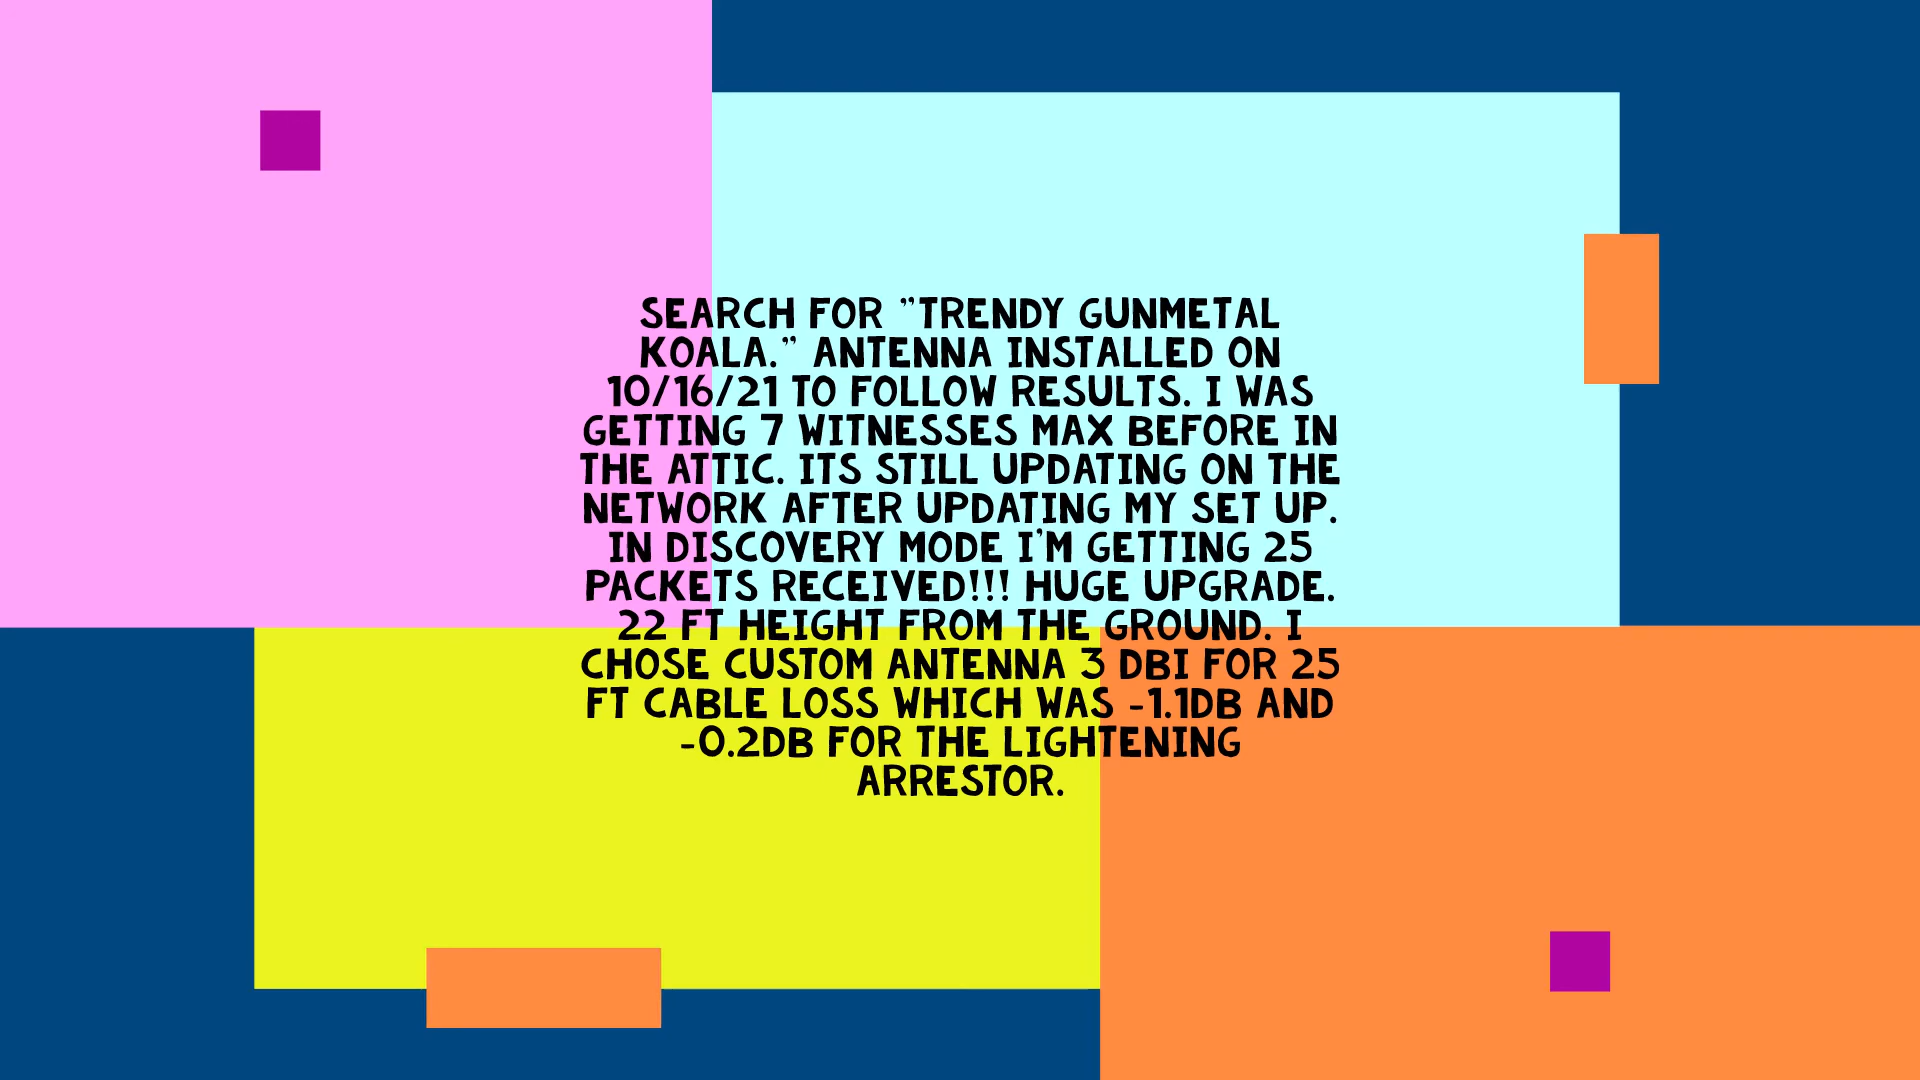 SEARCH FOR "TRENDY GUNMETAL
KOALA." ANTENNA INSTALLED ON
10/16/21 TO FOLLOW RESULTS. I WAS
GETTING 7 WITNESSES MAX BEFORE IN
THE ATTIC. ITS STILL UPDATING ON THE
NETWORK AFTER UPDATING MY SET UP.
IN DISCOVERY MODE I'M GETTING 25
PACKETS RECEIVED!!! HUGE UPGRADE.
22 FT HEIGHT FROM THE GROUND. I
CHOSE CUSTOM ANTENNA 3 DBI FOR 25
FT CABLE LOSS WHICH WAS -1.1DB AND
-0.2DB FOR THE LIGHTENING
ARRESTOR.